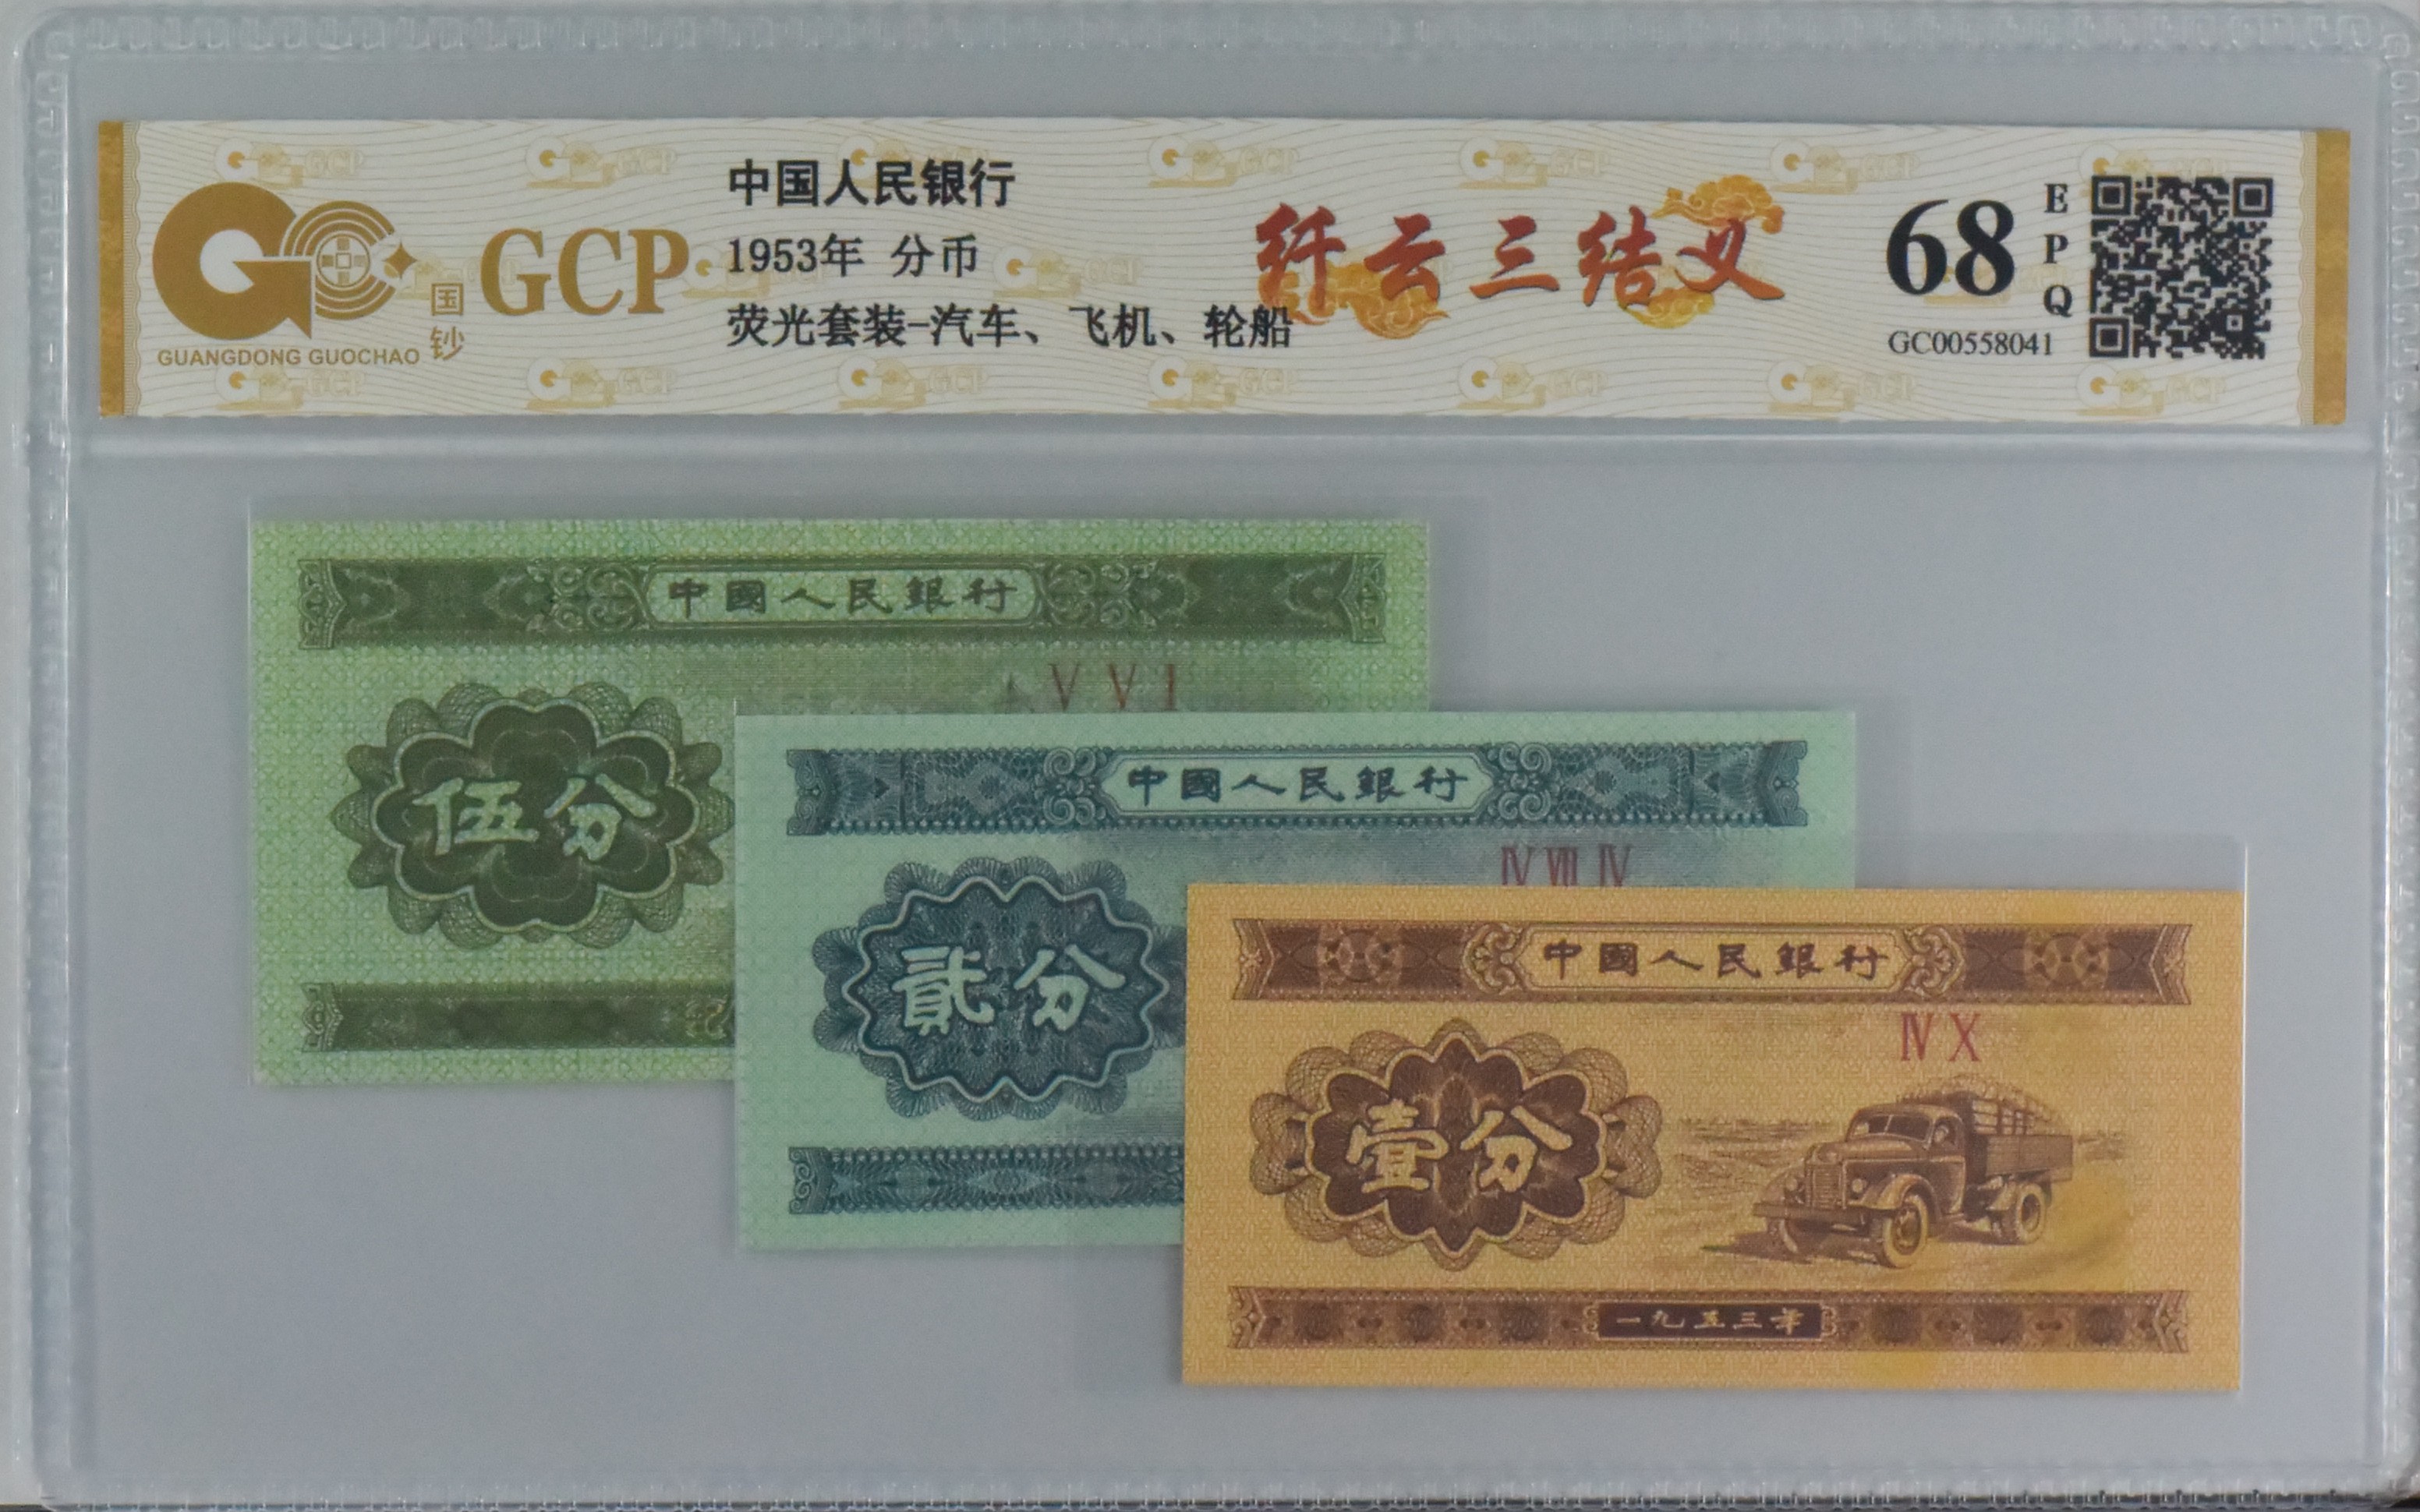 中国人民银行
1953年 分币
荧光套装-汽车、飞机、轮船
GCP
国钞
GUANGDONG GUOCHAO
纤云三结义
68
EPQ
GC00558041
中國人民銀行
V V I
伍分
中國人民銀行
IV VII IV
貳分
中國人民銀行
IV X
壹分
一九五三年